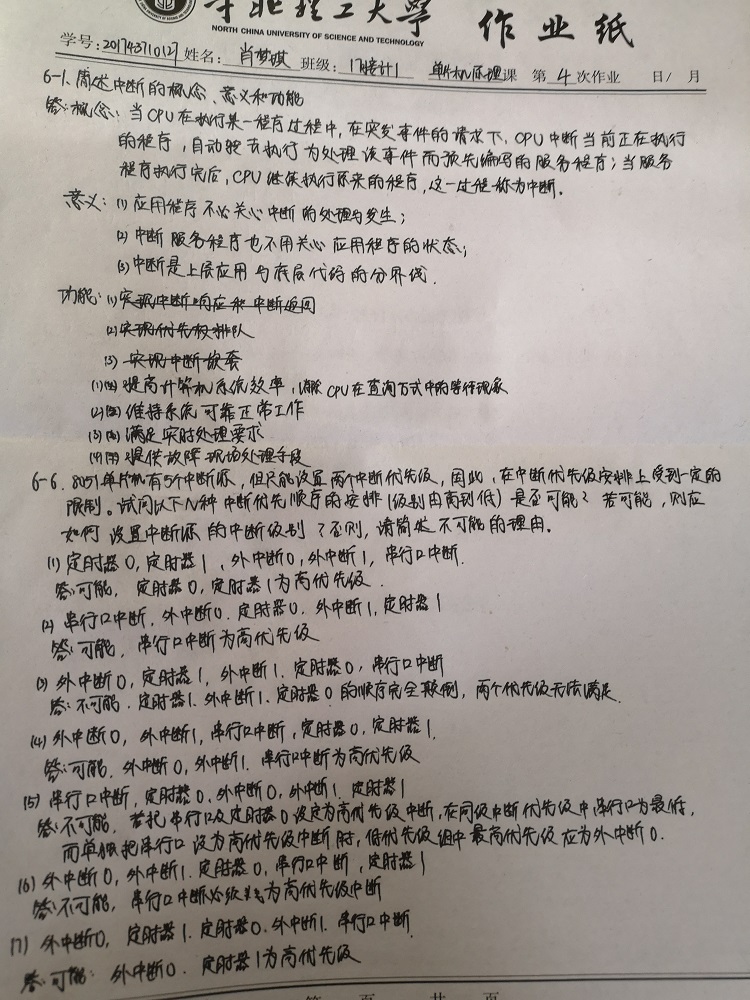 华北理工大学 作业纸
NORTH CHINA UNIVERSITY OF SCIENCE AND TECHNOLOGY
学号:201743710127 姓名: 肖梦琪 班级: 17接计1 单片机原理课 第 4 次作业 日/ 月
6-1.简述中断的概念、意义和功能
答:概念:当CPU在执行某一程序过程中,在突发事件的请求下,CPU中断当前正在执行
的程序,自动转去执行为处理该事件而预先编写的服务程序;当服务
程序执行完后,CPU继续执行原来的程序,这一过程称为中断。
意义:(1)应用程序不必关心中断的处理与发生;
(2)中断服务程序也不用关心应用程序的状态;
(3)中断是上层应用与底层代码的分界线.
功能:(1)实现中断响应和中断返回
(2)实现优先权排队
(3)实现中断嵌套
(1)提高计算机系统效率,消除CPU在查询方式中的等待现象
(2)维持系统可靠正常工作
(3)满足实时处理要求
(4)提供故障现场处理手段
6-6.8051单片机有5个中断源,但只能设置两个中断优先级,因此,在中断优先级安排上受到一定的
限制。试问以下几种中断优先顺序的安排(级别由高到低)是否可能?若可能,则应
如何设置中断源的中断级别?否则,请简述不可能的理由。
(1)定时器0,定时器1,外中断0,外中断1,串行口中断.
答:可能,定时器0,定时器1为高优先级.
(2)串行口中断,外中断0.定时器0.外中断1,定时器1
答:可能,串行口中断为高优先级
(3)外中断0,定时器1,外中断1.定时器0,串行口中断
答:不可能.定时器1.外中断1.定时器0的顺序完全颠倒,两个优先级无法满足.
(4)外中断0,外中断1,串行口中断,定时器0,定时器1.
答:可能.外中断0,外中断1.串行口中断为高优先级
(5)串行口中断,定时器0.外中断0.外中断1.定时器1
答:不可能,若把串行口及定时器0设定为高优先级中断,在同级中断优先级中串行口为最低,
而单独把串行口设为高优先级中断时,低优先级组中最高优先级应为外中断0.
(6)外中断0,外中断1.定时器0,串行口中断,定时器1
答:不可能,串行口中断必须为高优先级中断
(7)外中断0,定时器1.定时器0.外中断1.串行口中断.
答:可能:外中断0.定时器1为高优先级
第 页 共 页